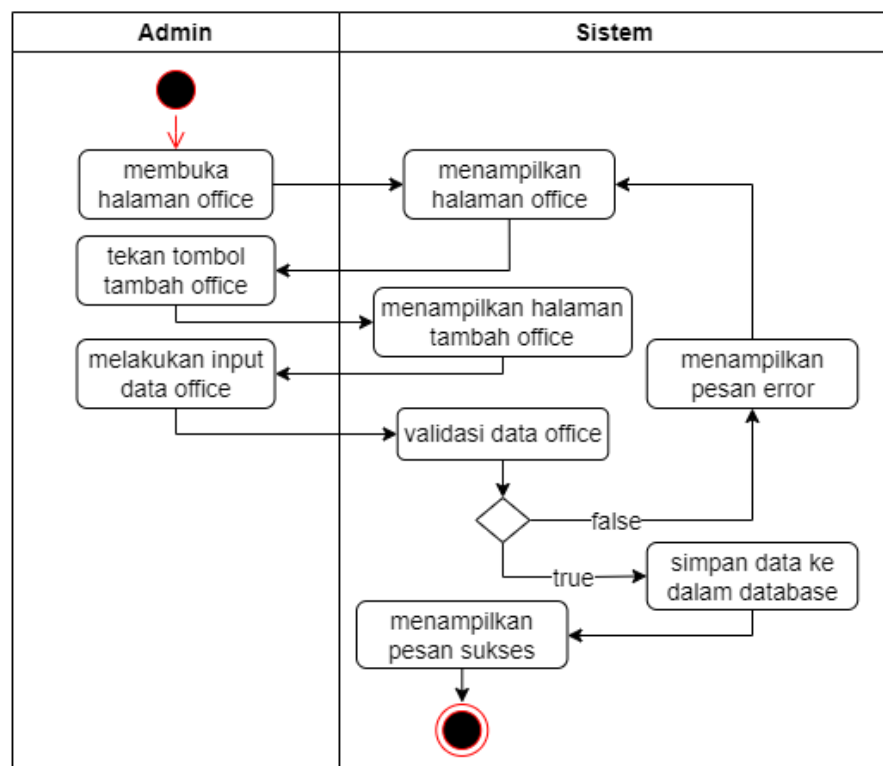 Admin
Sistem
membuka
halaman office
menampilkan
halaman office
tekan tombol
tambah office
menampilkan halaman
tambah office
melakukan input
data office
menampilkan
pesan error
validasi data office
false
true
simpan data ke
dalam database
menampilkan
pesan sukses